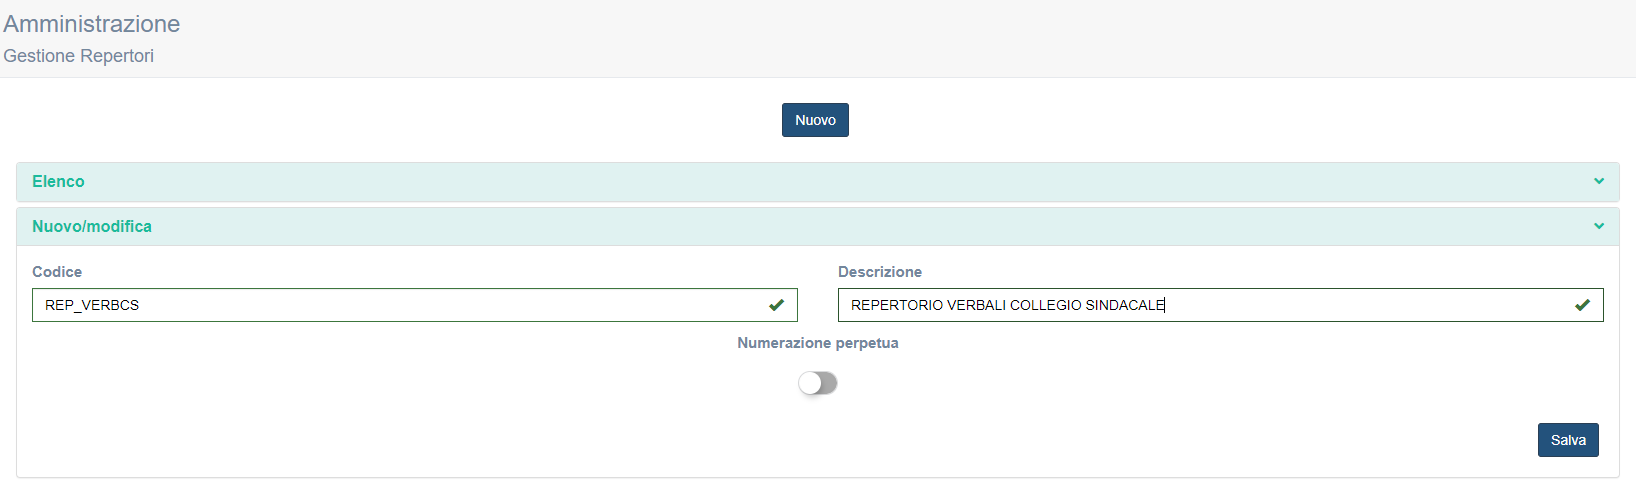 Amministrazione
Gestione Repertori
Nuovo
Elenco
Nuovo/modifica
Codice
Descrizione
REP_VERBCS
REPERTORIO VERBALI COLLEGIO SINDACALE
Numerazione perpetua
Salva